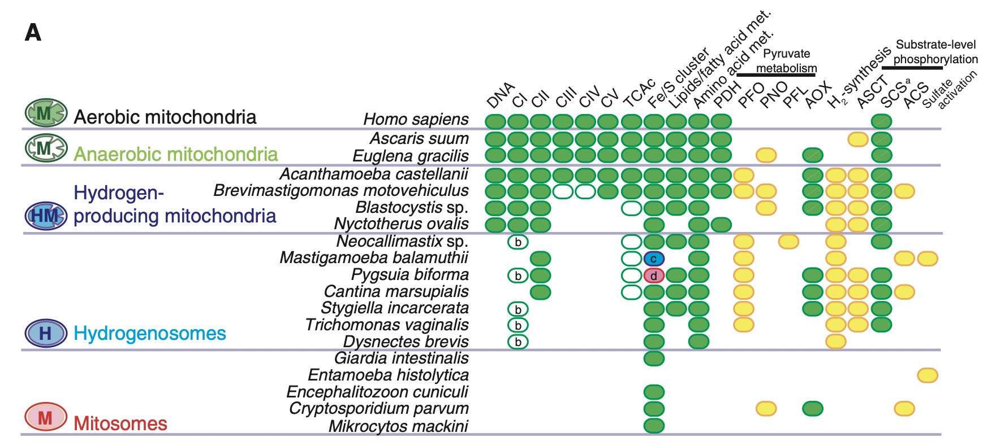 A
DNA
CI
CII
CIII
CIV
CV
TCAc
Fe/S cluster
Lipids/fatty acid met.
Amino acid met.
Pyruvate
metabolism
PDH
PFO
PNO
PFL
AOX
H2-synthesis
Substrate-level
phosphorylation
ASCT
SCSa
ACS
Sulfate
activation
M
Aerobic mitochondria
Homo sapiens
M
Anaerobic mitochondria
Ascaris suum
Euglena gracilis
HM
Hydrogen-
producing mitochondria
Acanthamoeba castellanii
Brevimastigomonas motovehiculus
Blastocystis sp.
Nyctotherus ovalis
Neocallimastix sp.
b
Mastigamoeba balamuthii
c
Pygsuia biforma
b
d
Cantina marsupialis
Stygiella incarcerata
b
Trichomonas vaginalis
b
H
Hydrogenosomes
Dysnectes brevis
b
Giardia intestinalis
Entamoeba histolytica
Encephalitozoon cuniculi
Cryptosporidium parvum
M
Mitosomes
Mikrocytos mackini